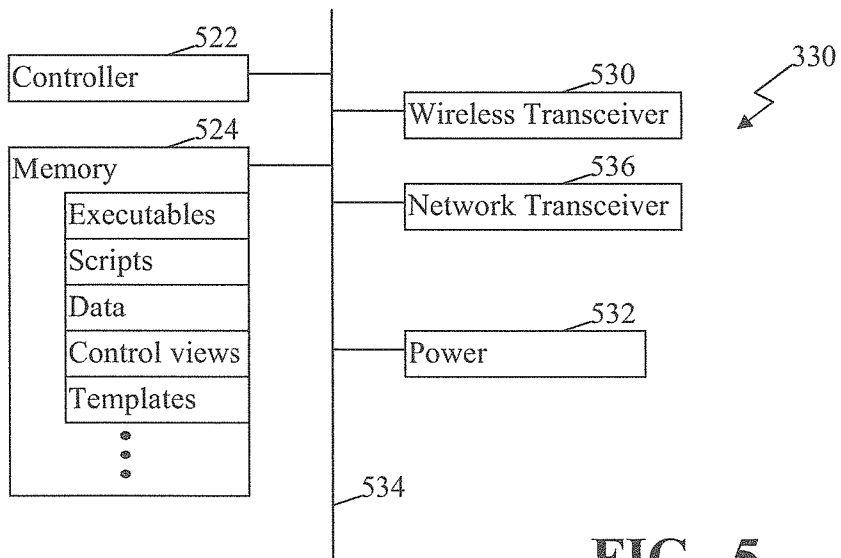 522
Controller
524
Memory
Executables
Scripts
Data
Control views
Templates
530
Wireless Transceiver
536
Network Transceiver
532
Power
330
534
FIG. 5